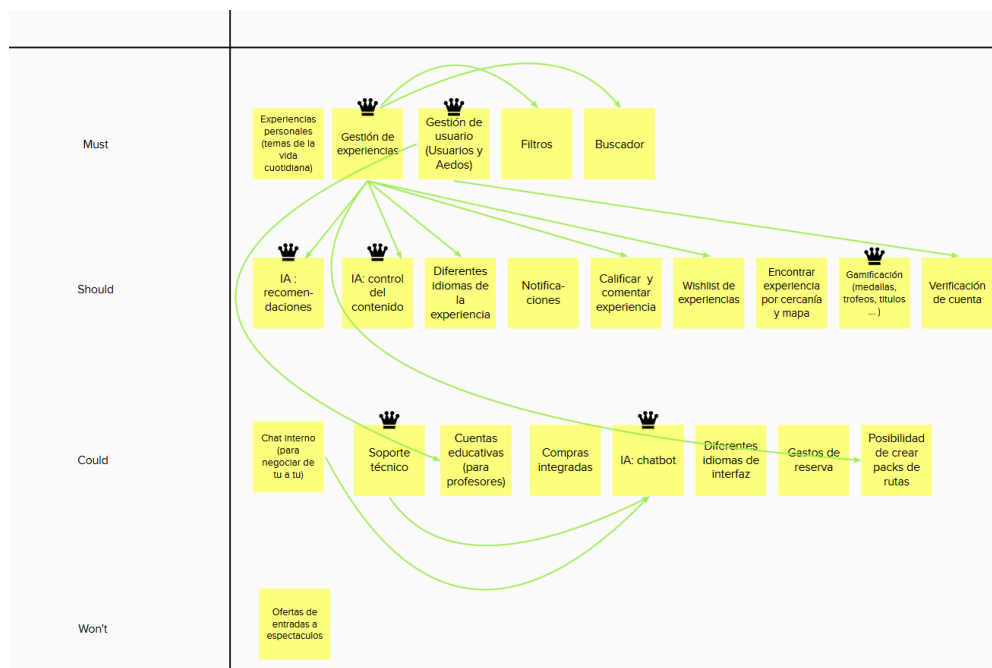 Must
Experiencias
personales
(temas de la
vida
cuotidiana)
Gestión de
experiencias
Gestión de
usuario
(Usuarios y
Aedos)
Filtros
Buscador
Should
IA :
recomen-
daciones
IA: control
del
contenido
Diferentes
idiomas de
la
experiencia
Notifica-
ciones
Calificar y
comentar
experiencia
Wishlist de
experiencias
Encontrar
experiencia
por cercanía
y mapa
Gamificación
(medallas,
trofeos, titulos
... )
Verificación
de cuenta
Could
Chat interno
(para
negociar de
tu a tu)
Soporte
técnico
Cuentas
educativas
(para
profesores)
Compras
integradas
IA: chatbot
Diferentes
idiomas de
interfaz
Gastos de
reserva
Posibilidad
de crear
packs de
rutas
Won't
Ofertas de
entradas a
espectaculos